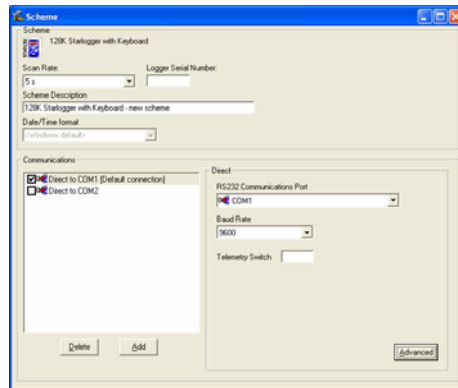 Scheme
Scheme
128K Starlogger with Keyboard
Scan Rate:
Logger Serial Number:
5 s
Scheme Description
128K Starlogger with Keyboard - new scheme
Date/Time format
<Windows default>
Communications
Direct to COM1 [Default connection]
Direct to COM2
Direct
RS232 Communications Port
COM1
Baud Rate
9600
Telemetry Switch
Delete
Add
Advanced